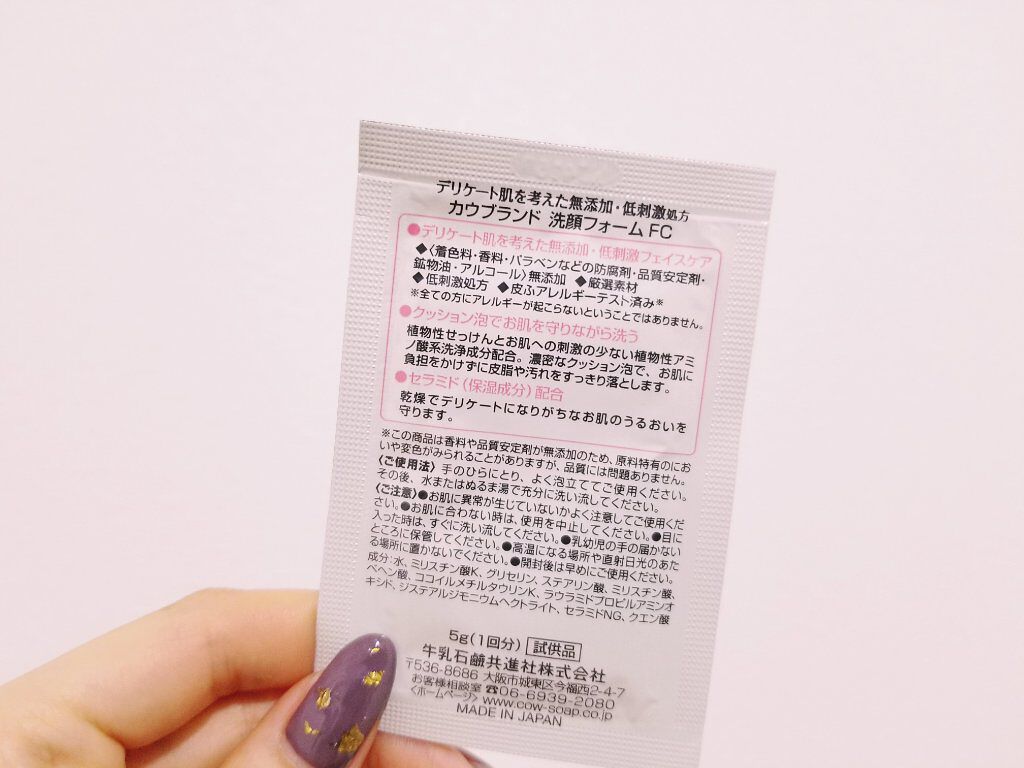 デリケート肌を考えた無添加・低刺激処方
カウブランド 洗顔フォームFC
●デリケート肌を考えた無添加・低刺激フェイスケア
◆〈着色料・香料・パラベンなどの防腐剤・品質安定剤・
鉱物油・アルコール〉無添加 ◆厳選素材
◆低刺激処方 ◆皮ふアレルギーテスト済み※
※全ての方にアレルギーが起こらないということではありません。
●クッション泡でお肌を守りながら洗う
植物性せっけんとお肌への刺激の少ない植物性アミ
ノ酸系洗浄成分配合。濃密なクッション泡で、お肌に
負担をかけずに皮脂や汚れをすっきり落とします。
●セラミド(保湿成分)配合
乾燥でデリケートになりがちなお肌のうるおいを
守ります。
※この商品は香料や品質安定剤が無添加のため、原料特有のにお
いや変色がみられることがありますが、品質には問題ありません。
〈ご使用法〉手のひらにとり、よく泡立ててご使用ください。
その後、水またはぬるま湯で充分に洗い流してください。
〈ご注意〉●お肌に異常が生じていないかよく注意してご使用くだ
さい。●お肌に合わない時は、使用を中止してください。●目に
入った時は、すぐに洗い流してください。●乳幼児の手の届かない
ところに保管してください。●高温になる場所や直射日光のあた
る場所に置かないでください。●開封後は早めにご使用ください。
成分:水、ミリスチン酸K、グリセリン、ステアリン酸、ミリスチン酸、
ベヘン酸、ココイルメチルタウリンK、ラウラミドプロピルアミンオ
キシド、ジステアルジモニウムヘクトライト、セラミドNG、クエン酸
5g(1回分) 試供品
牛乳石鹸共進社株式会社
〒536-8686 大阪市城東区今福西2-4-7
お客様相談室 ☎06-6939-2080
〈ホームページ〉www.cow-soap.co.jp
MADE IN JAPAN